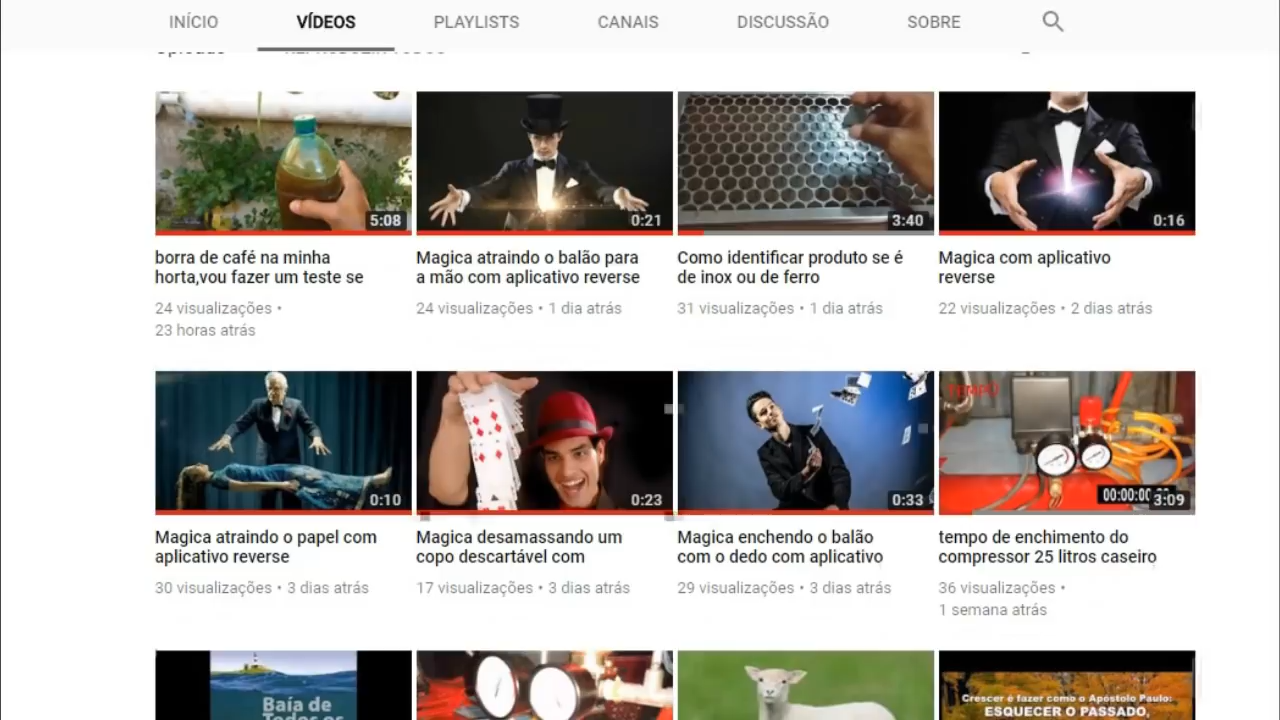 INÍCIO VÍDEOS PLAYLISTS CANAIS DISCUSSÃO SOBRE
5:08 0:21 3:40 0:16
borra de café na minha
horta,vou fazer um teste se
24 visualizações •
23 horas atrás
Magica atraindo o balão para
a mão com aplicativo reverse
24 visualizações • 1 dia atrás
Como identificar produto se é
de inox ou de ferro
31 visualizações • 1 dia atrás
Magica com aplicativo
reverse
22 visualizações • 2 dias atrás
0:10 0:23 0:33 00:00:00 3:09
Magica atraindo o papel com
aplicativo reverse
30 visualizações • 3 dias atrás
Magica desamassando um
copo descartável com
17 visualizações • 3 dias atrás
Magica enchendo o balão
com o dedo com aplicativo
29 visualizações • 3 dias atrás
tempo de enchimento do
compressor 25 litros caseiro
36 visualizações •
1 semana atrás
Baía de
Todos os
Crescer é fazer como o Apóstolo Paulo:
ESQUECER O PASSADO,